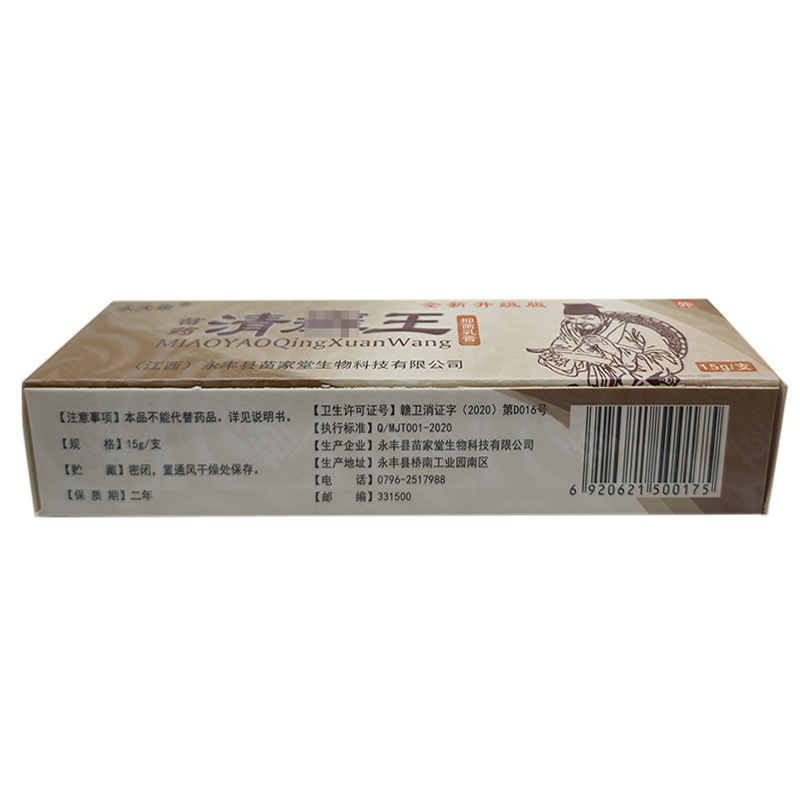 全新升级版
苗药 清 王 抑菌乳膏
MIAOYAOQingXuanWang
(江西)永丰县苗家堂生物科技有限公司
外
15g/支
【注意事项】本品不能代替药品。详见说明书。
【规 格】15g/支
【贮 藏】密闭,置通风干燥处保存。
【保 质 期】二年
【卫生许可证号】赣卫消证字(2020)第D016号
【执行标准】Q/MJT001-2020
【生产企业】永丰县苗家堂生物科技有限公司
【生产地址】永丰县桥南工业园南区
【电 话】0796-2517988
【邮 编】331500
6 920621 500175